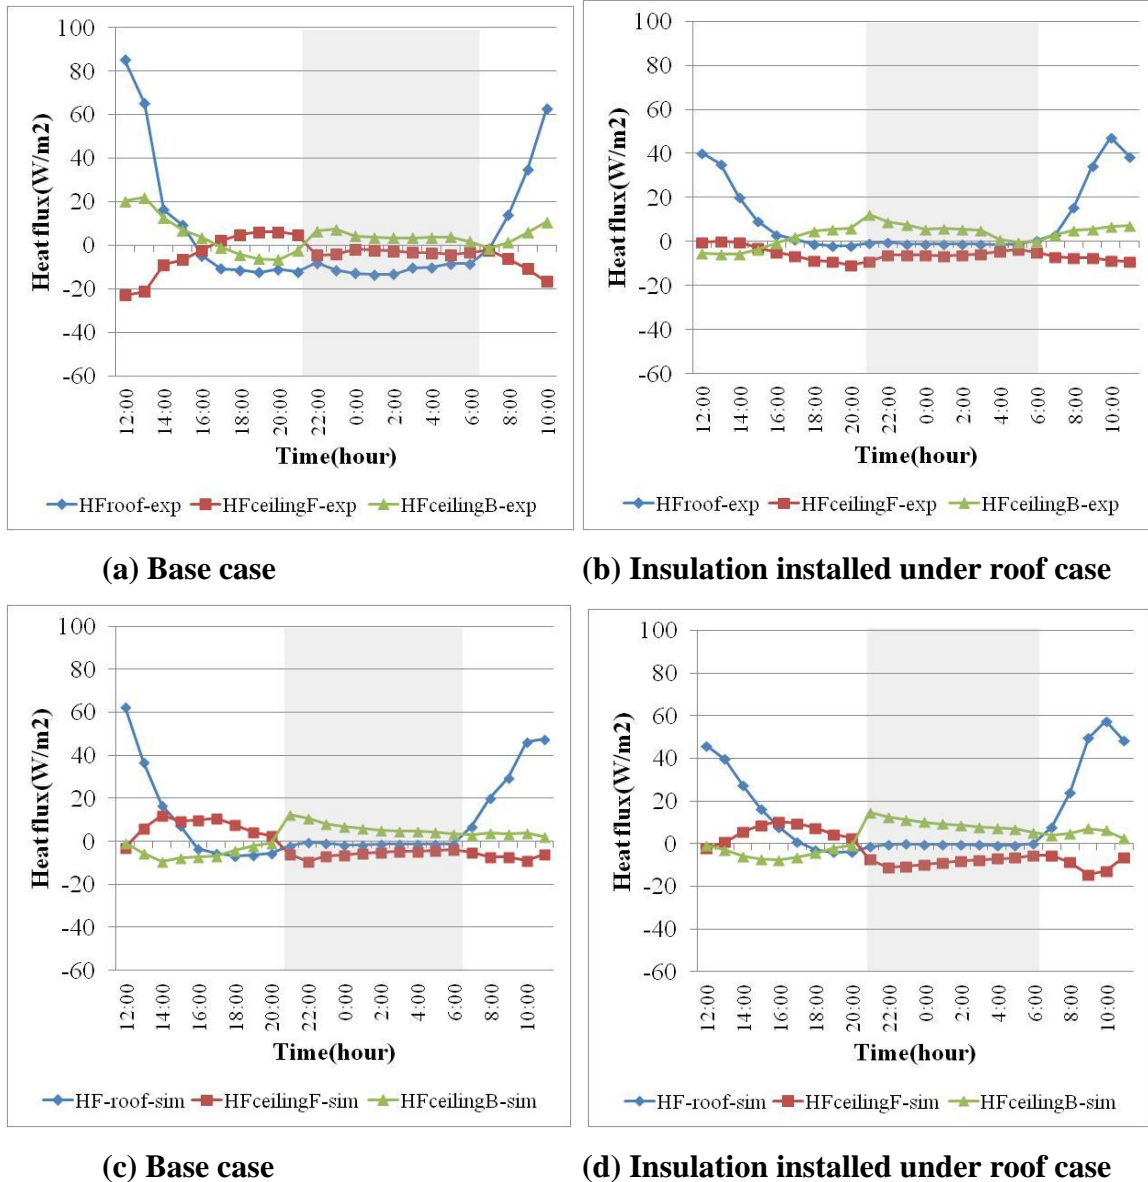 100
80
60
40
20
0
-20
-40
-60
Heat flux(W/m2)
12:00 14:00 16:00 18:00 20:00 22:00 0:00 2:00 4:00 6:00 8:00 10:00
Time(hour)
HFroof-exp HFceilingF-exp HFceilingB-exp
(a) Base case
100
80
60
40
20
0
-20
-40
-60
Heat flux(W/m2)
12:00 14:00 16:00 18:00 20:00 22:00 0:00 2:00 4:00 6:00 8:00 10:00
Time(hour)
HFroof-exp HFceilingF-exp HFceilingB-exp
(b) Insulation installed under roof case
100
80
60
40
20
0
-20
-40
-60
Heat flux(W/m2)
12:00 14:00 16:00 18:00 20:00 22:00 0:00 2:00 4:00 6:00 8:00 10:00
Time(hour)
HF-roof-sim HFceilingF-sim HFceilingB-sim
(c) Base case
100
80
60
40
20
0
-20
-40
-60
Heat flux(W/m2)
12:00 14:00 16:00 18:00 20:00 22:00 0:00 2:00 4:00 6:00 8:00 10:00
Time(hour)
HF-roof-sim HFceilingF-sim HFceilingB-sim
(d) Insulation installed under roof case